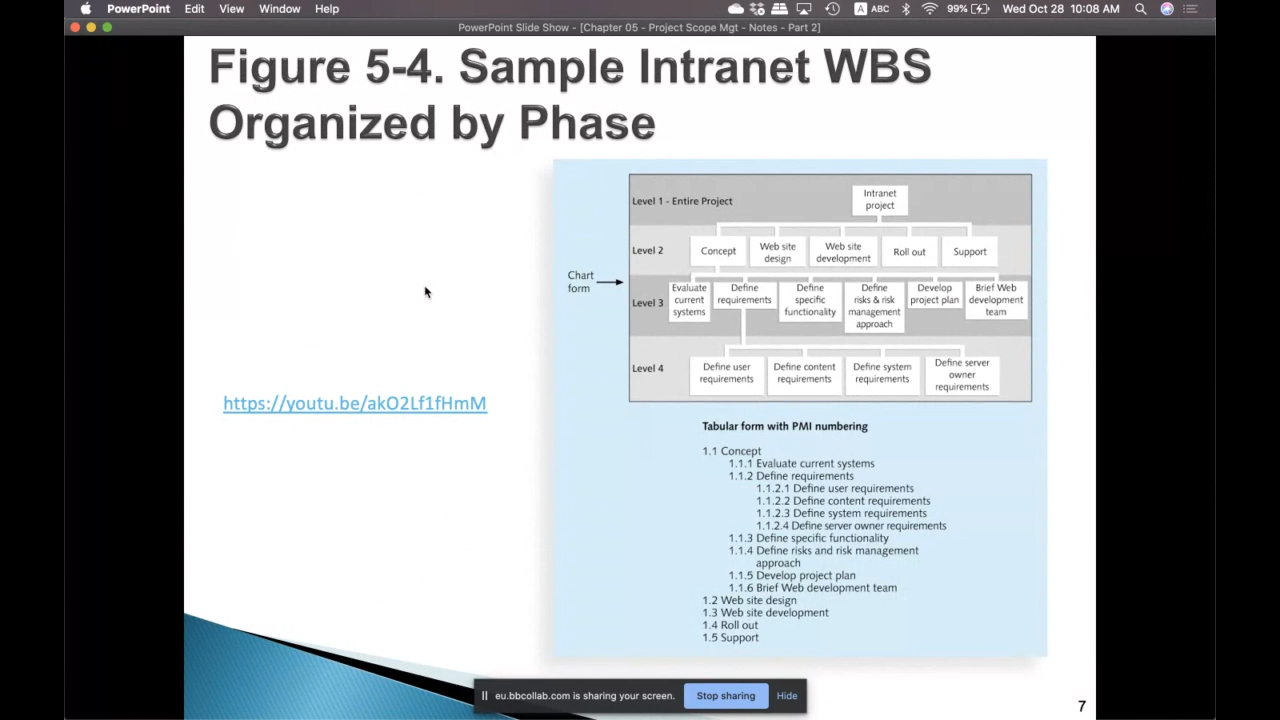 PowerPoint Edit View Window Help A ABC 99% Wed Oct 28 10:08 AM
PowerPoint Slide Show - [Chapter 05 - Project Scope Mgt - Notes - Part 2]
Figure 5-4. Sample Intranet WBS
Organized by Phase
https://youtu.be/akO2Lf1fHmM
Chart
form
Level 1 - Entire Project
Intranet
project
Level 2
Concept
Web site
design
Web site
development
Roll out
Support
Level 3
Evaluate
current
systems
Define
requirements
Define
specific
functionality
Define
risks & risk
management
approach
Develop
project plan
Brief Web
development
team
Level 4
Define user
requirements
Define content
requirements
Define system
requirements
Define server
owner
requirements
Tabular form with PMI numbering
1.1 Concept
1.1.1 Evaluate current systems
1.1.2 Define requirements
1.1.2.1 Define user requirements
1.1.2.2 Define content requirements
1.1.2.3 Define system requirements
1.1.2.4 Define server owner requirements
1.1.3 Define specific functionality
1.1.4 Define risks and risk management
approach
1.1.5 Develop project plan
1.1.6 Brief Web development team
1.2 Web site design
1.3 Web site development
1.4 Roll out
1.5 Support
eu.bbcollab.com is sharing your screen. Stop sharing Hide
7